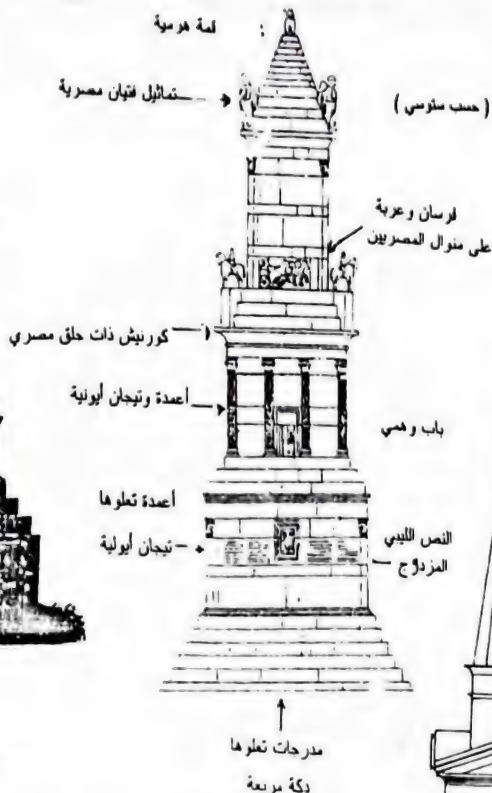 قمة هرمية :
تماثيل فتيان مصرية
( حسب ستوسي )
فرسان وعربة
على منوال المصريين
كورنيش ذات حلق مصري
أعمدة وتيجان أيونية
باب وهمي
أعمدة تعلوها
تيجان أيولية
النص الليبي
المزدوج
مدرجات تعلوها
دكة مربعة